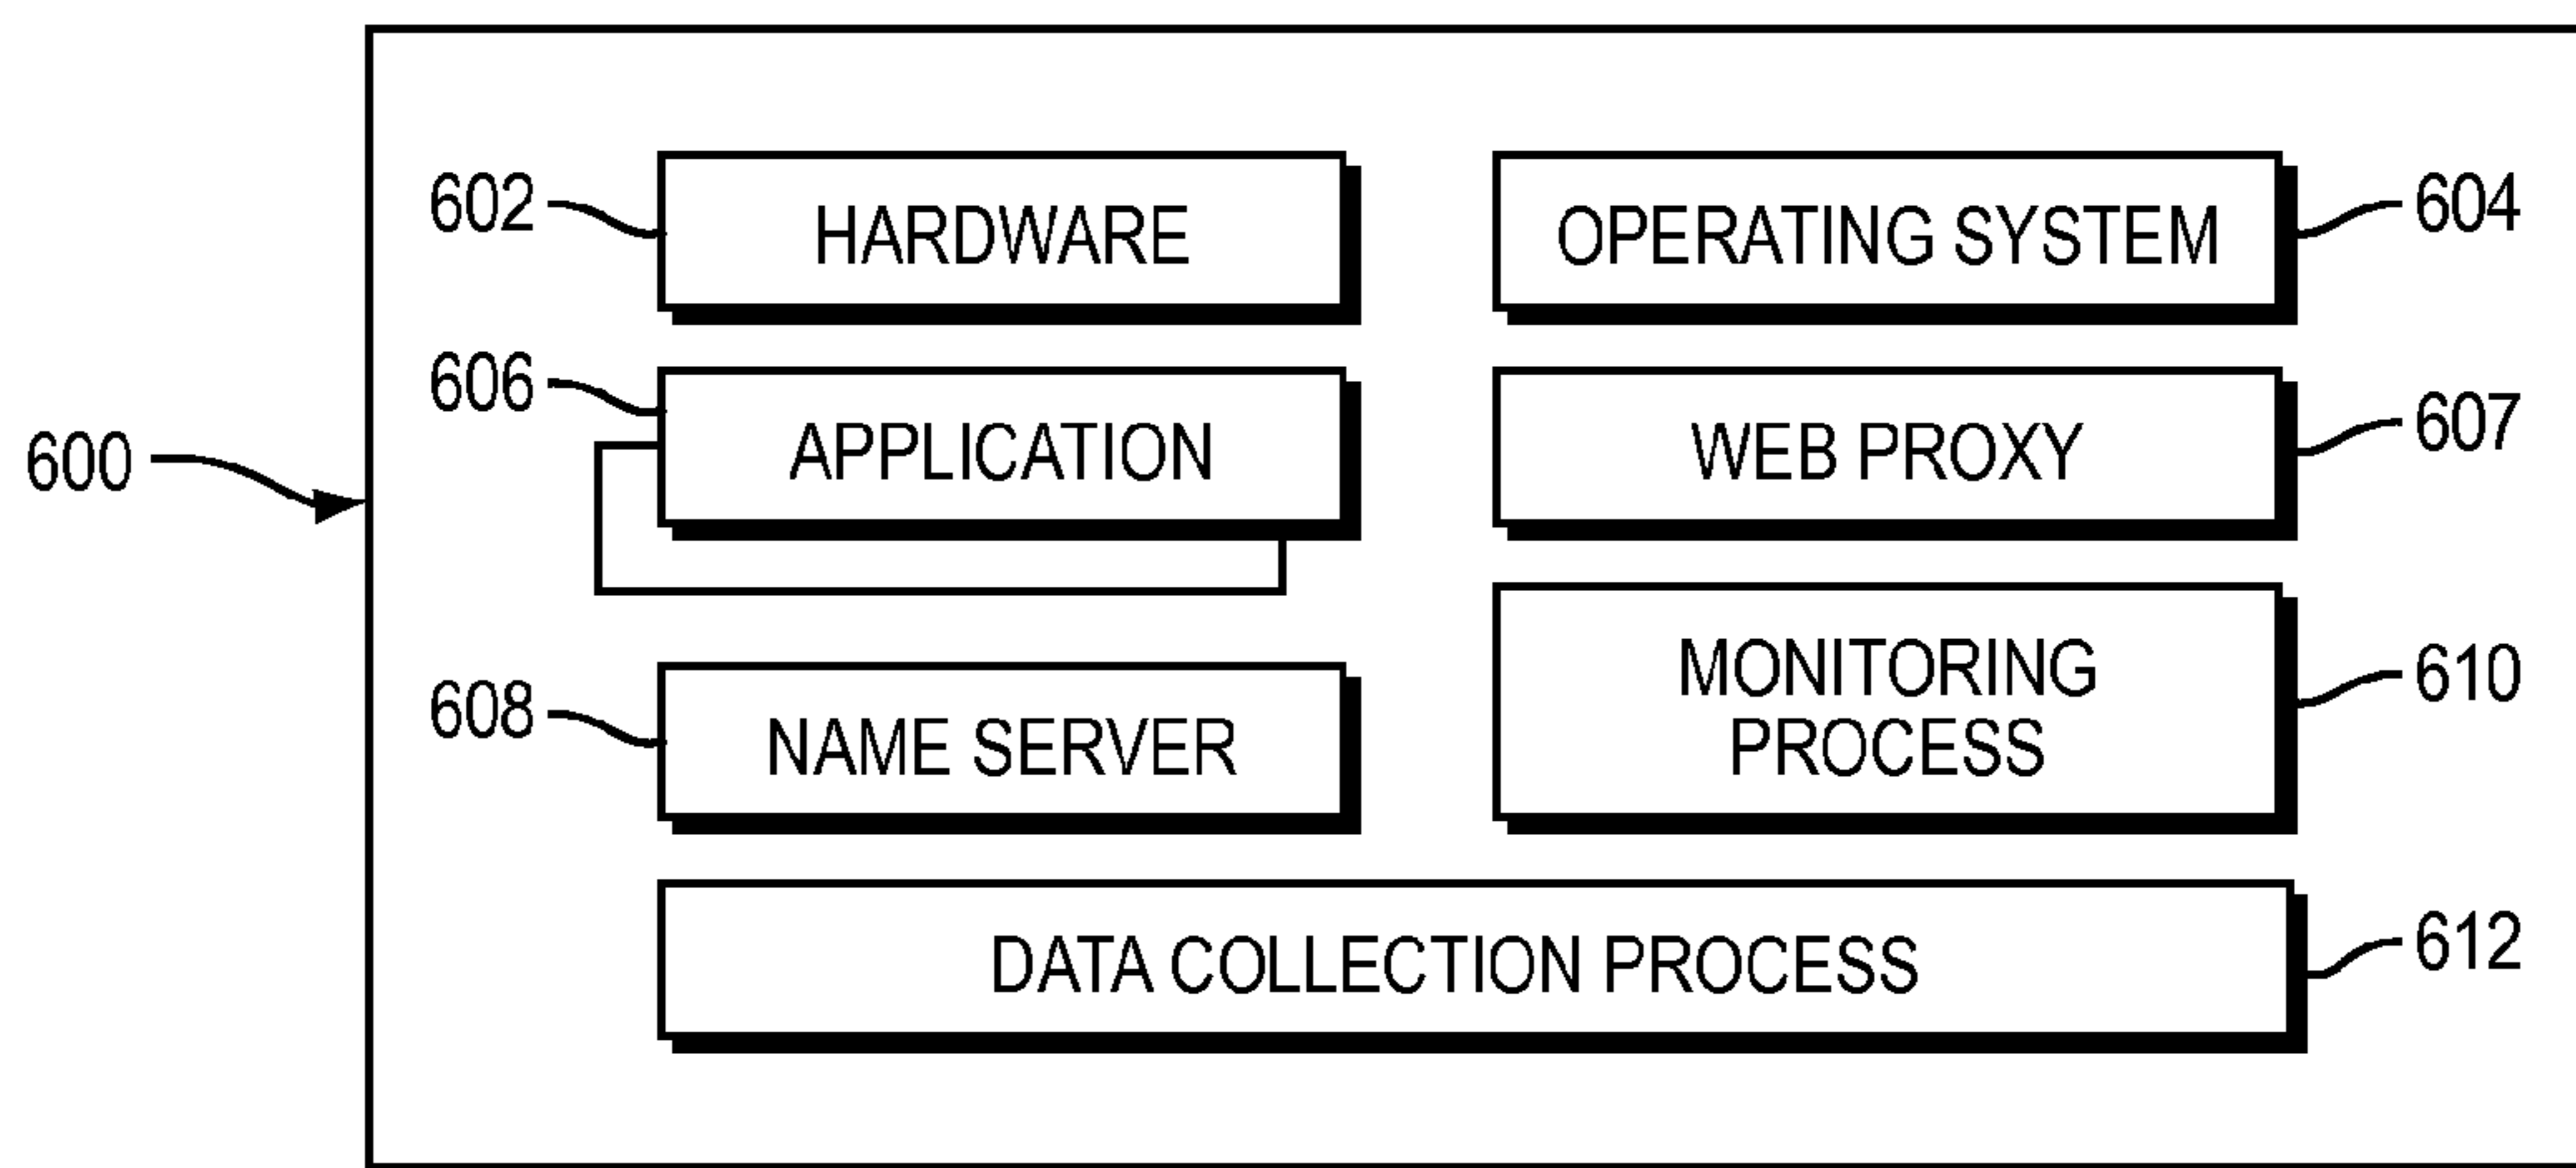 602
HARDWARE
OPERATING SYSTEM
604
606
APPLICATION
WEB PROXY
607
600
608
NAME SERVER
MONITORING
PROCESS
610
DATA COLLECTION PROCESS
612